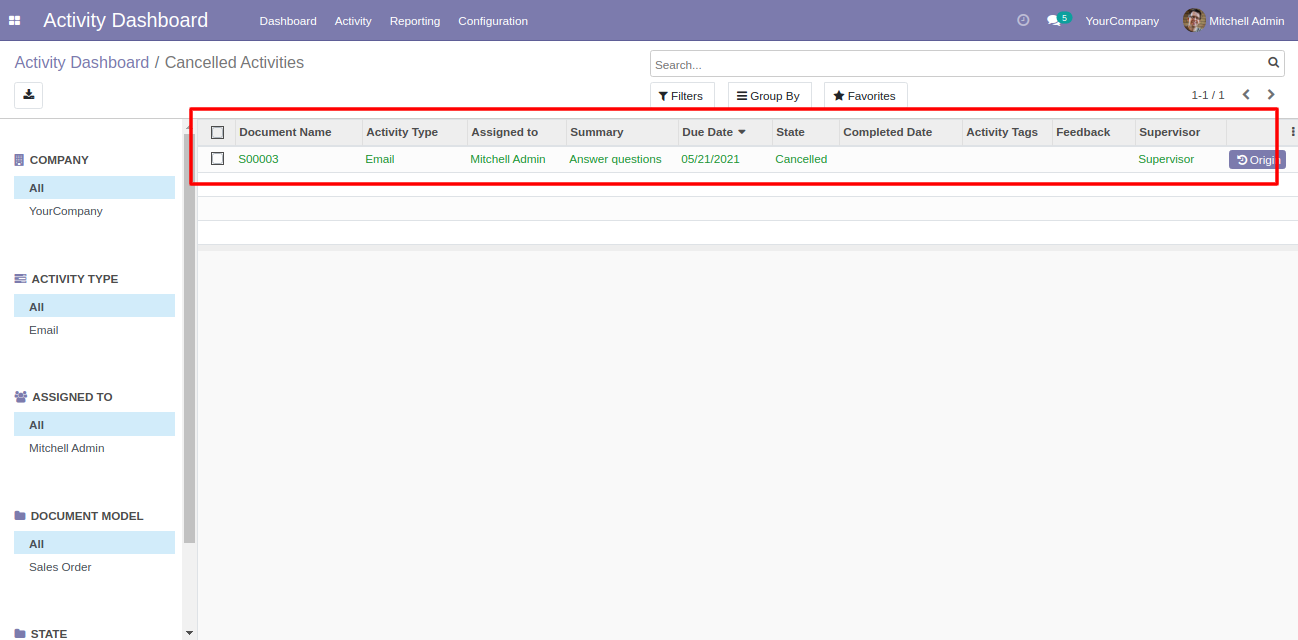 Activity Dashboard Dashboard Activity Reporting Configuration 5 YourCompany Mitchell Admin
Activity Dashboard / Cancelled Activities
Search...
Filters Group By Favorites 1-1 / 1
Document Name Activity Type Assigned to Summary Due Date State Completed Date Activity Tags Feedback Supervisor
S00003 Email Mitchell Admin Answer questions 05/21/2021 Cancelled Supervisor Origin
COMPANY
All
YourCompany
ACTIVITY TYPE
All
Email
ASSIGNED TO
All
Mitchell Admin
DOCUMENT MODEL
All
Sales Order
STATE